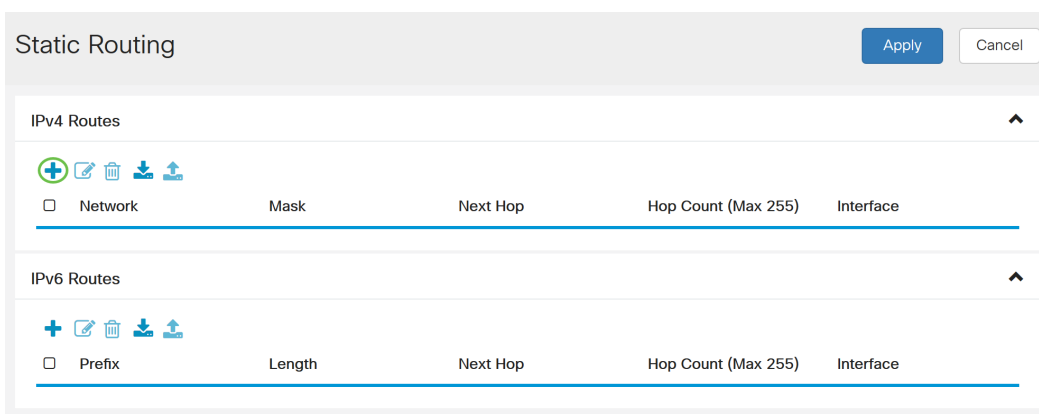 Static Routing
Apply
Cancel
IPv4 Routes
Network Mask Next Hop Hop Count (Max 255) Interface
IPv6 Routes
Prefix Length Next Hop Hop Count (Max 255) Interface